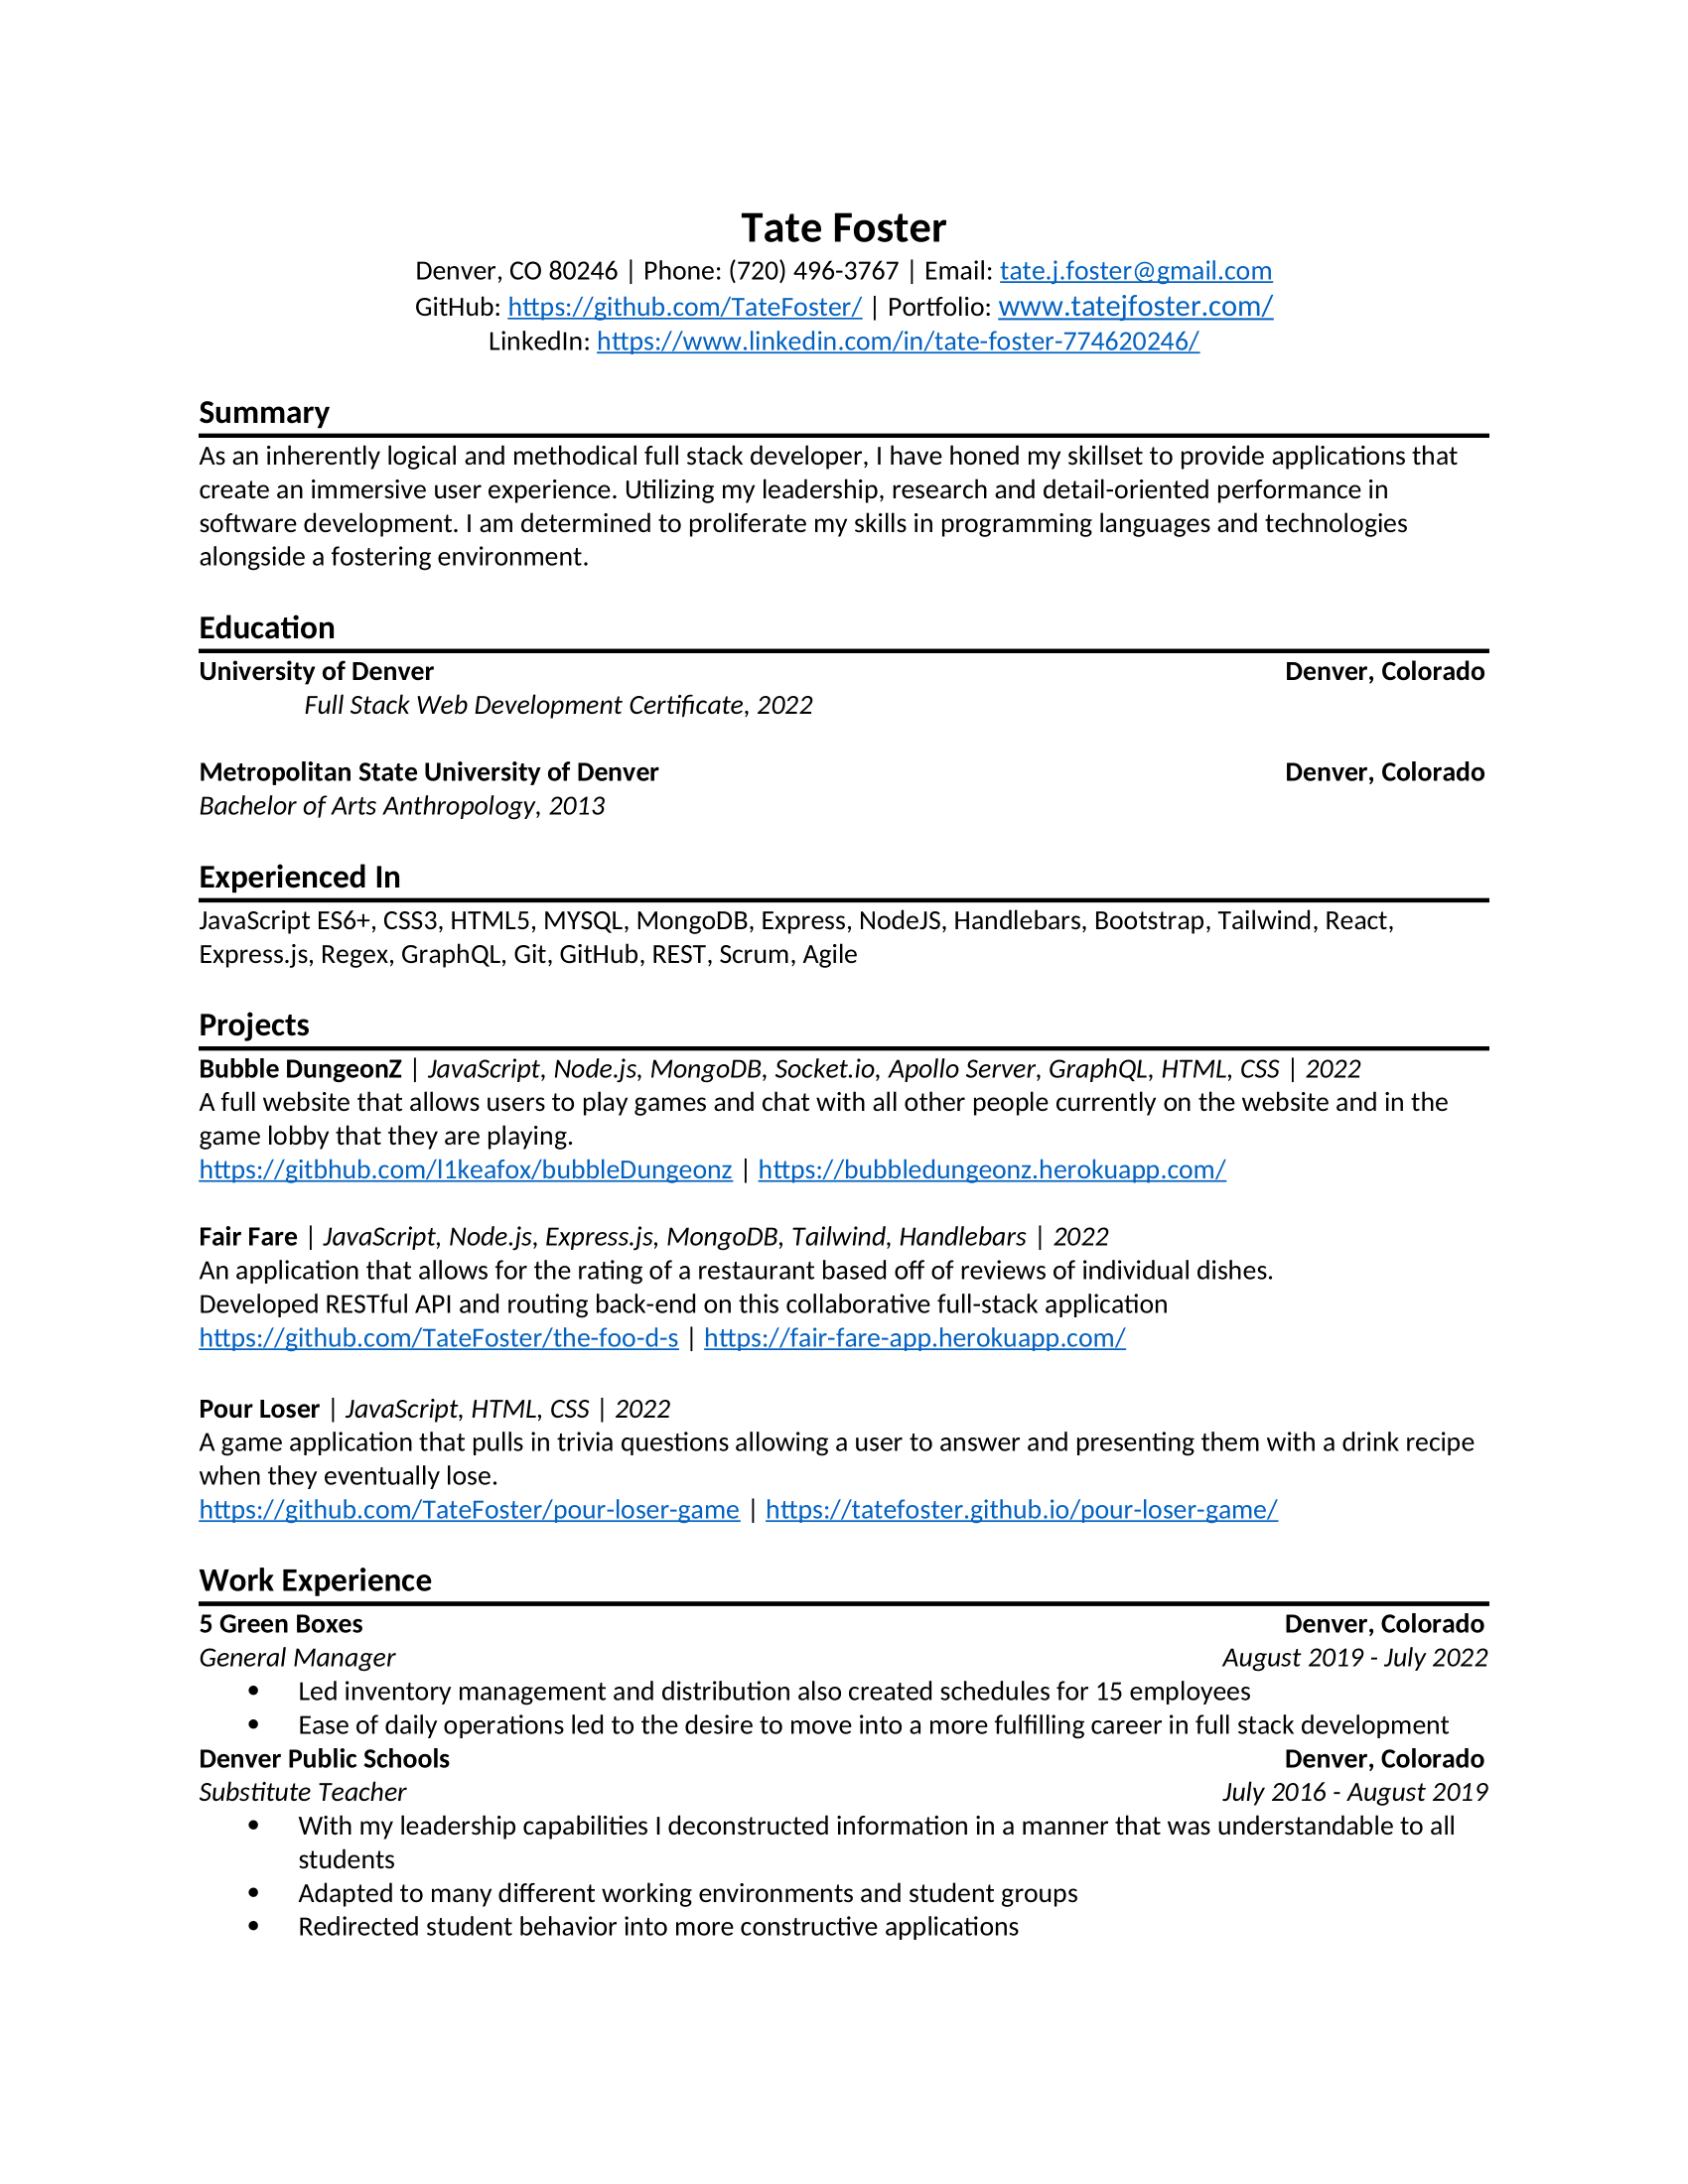 Tate Foster
Denver, CO 80246 | Phone: (720) 496-3767 | Email: tate.j.foster@gmail.com
GitHub: https://github.com/TateFoster/ | Portfolio: www.tatejfoster.com/
LinkedIn: https://www.linkedin.com/in/tate-foster-774620246/
Summary
As an inherently logical and methodical full stack developer, I have honed my skillset to provide applications that
create an immersive user experience. Utilizing my leadership, research and detail-oriented performance in
software development. I am determined to proliferate my skills in programming languages and technologies
alongside a fostering environment.
Education
University of Denver Denver, Colorado
Full Stack Web Development Certificate, 2022
Metropolitan State University of Denver Denver, Colorado
Bachelor of Arts Anthropology, 2013
Experienced In
JavaScript ES6+, CSS3, HTML5, MYSQL, MongoDB, Express, NodeJS, Handlebars, Bootstrap, Tailwind, React,
Express.js, Regex, GraphQL, Git, GitHub, REST, Scrum, Agile
Projects
Bubble DungeonZ | JavaScript, Node.js, MongoDB, Socket.io, Apollo Server, GraphQL, HTML, CSS | 2022
A full website that allows users to play games and chat with all other people currently on the website and in the
game lobby that they are playing.
https://gitbhub.com/l1keafox/bubbleDungeonz | https://bubbledungeonz.herokuapp.com/
Fair Fare | JavaScript, Node.js, Express.js, MongoDB, Tailwind, Handlebars | 2022
An application that allows for the rating of a restaurant based off of reviews of individual dishes.
Developed RESTful API and routing back-end on this collaborative full-stack application
https://github.com/TateFoster/the-foo-d-s | https://fair-fare-app.herokuapp.com/
Pour Loser | JavaScript, HTML, CSS | 2022
A game application that pulls in trivia questions allowing a user to answer and presenting them with a drink recipe
when they eventually lose.
https://github.com/TateFoster/pour-loser-game | https://tatefoster.github.io/pour-loser-game/
Work Experience
5 Green Boxes Denver, Colorado
General Manager August 2019 - July 2022
• Led inventory management and distribution also created schedules for 15 employees
• Ease of daily operations led to the desire to move into a more fulfilling career in full stack development
Denver Public Schools Denver, Colorado
Substitute Teacher July 2016 - August 2019
• With my leadership capabilities I deconstructed information in a manner that was understandable to all
students
• Adapted to many different working environments and student groups
• Redirected student behavior into more constructive applications